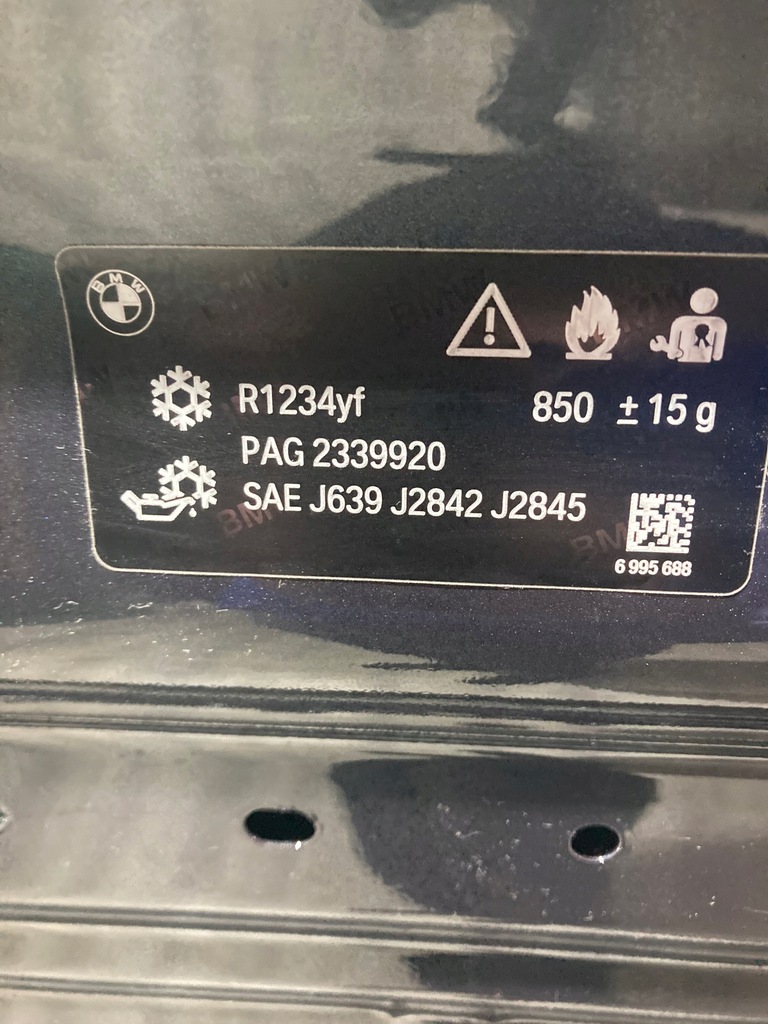 BMW
R1234yf 850 ± 15 g
PAG 2339920
SAE J639 J2842 J2845
6 995 688